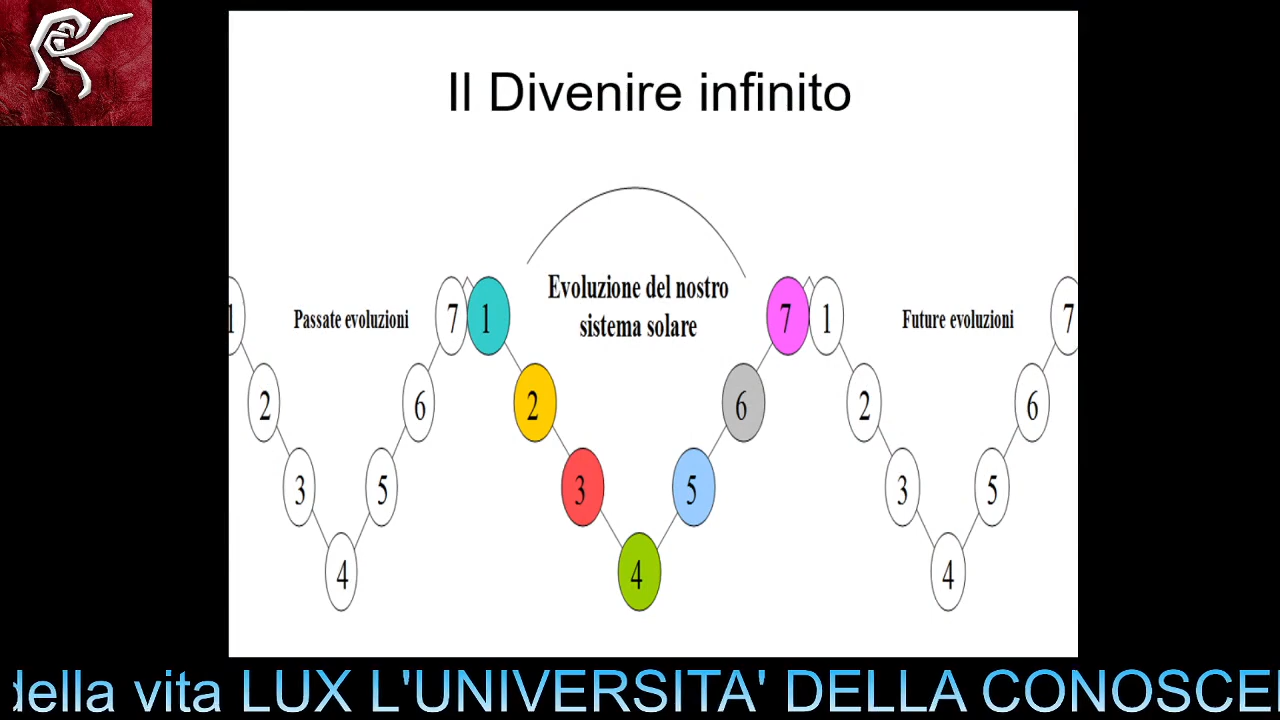 Il Divenire infinito
Evoluzione del nostro
sistema solare
Passate evoluzioni
Future evoluzioni
1 7 1 7 1 7
2 6 2 6 2 6
3 5 3 5 3 5
4 4 4
della vita LUX L'UNIVERSITA' DELLA CONOSCE